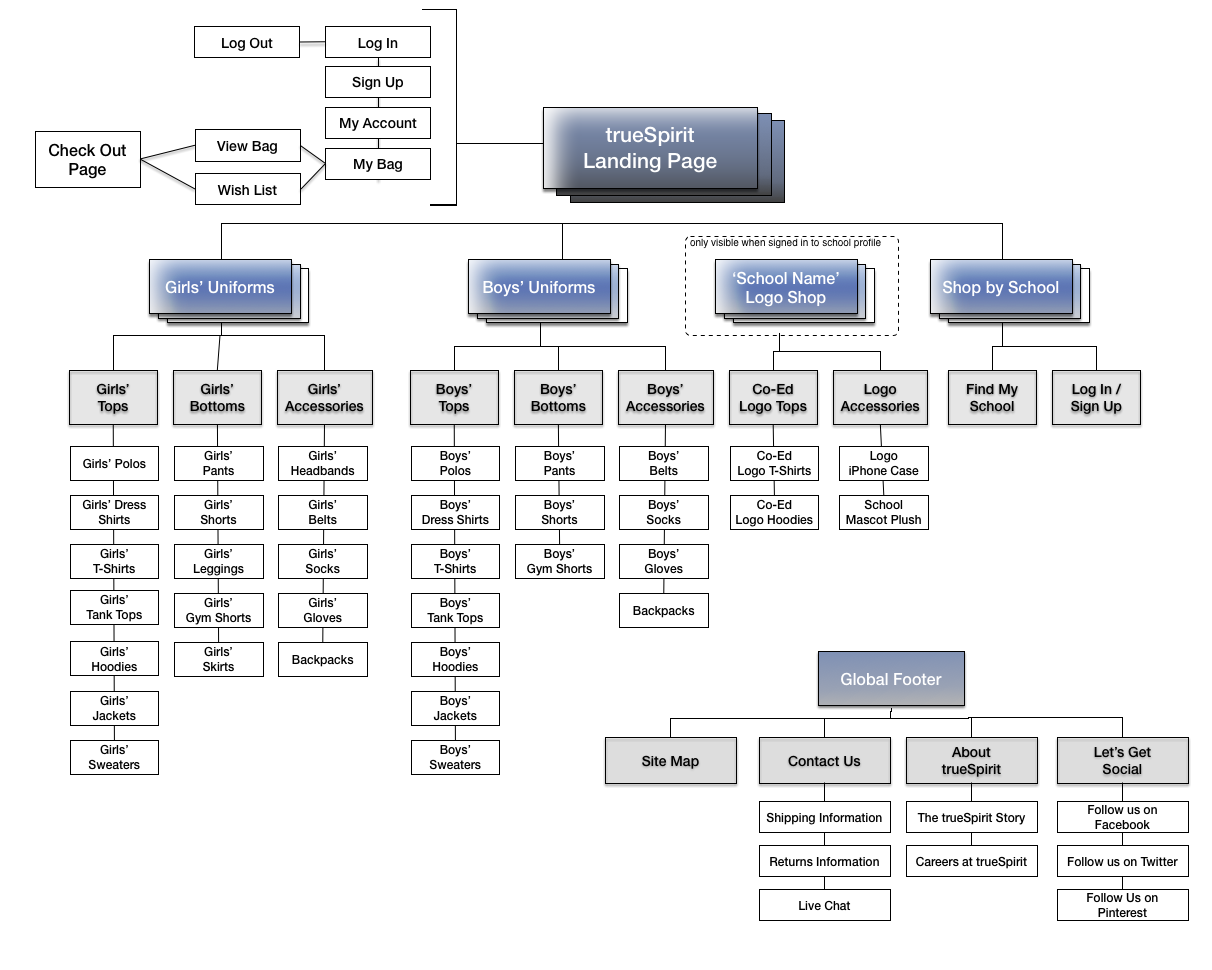 Log Out
Log In
Sign Up
My Account
My Bag
View Bag
Wish List
Check Out
Page
trueSpirit
Landing Page
Girls’ Uniforms
Boys’ Uniforms
only visible when signed in to school profile
‘School Name’
Logo Shop
Shop by School
Girls’
Tops
Girls’
Bottoms
Girls’
Accessories
Boys’
Tops
Boys’
Bottoms
Boys’
Accessories
Co-Ed
Logo Tops
Logo
Accessories
Find My
School
Log In /
Sign Up
Girls’ Polos
Girls’ Dress
Shirts
Girls’
T-Shirts
Girls’
Tank Tops
Girls’
Hoodies
Girls’
Jackets
Girls’
Sweaters
Girls’
Pants
Girls’
Shorts
Girls’
Leggings
Girls’
Gym Shorts
Girls’
Skirts
Girls’
Headbands
Girls’
Belts
Girls’
Socks
Girls’
Gloves
Backpacks
Boys’
Polos
Boys’
Dress Shirts
Boys’
T-Shirts
Boys’
Tank Tops
Boys’
Hoodies
Boys’
Jackets
Boys’
Sweaters
Boys’
Pants
Boys’
Shorts
Boys’
Gym Shorts
Boys’
Belts
Boys’
Socks
Boys’
Gloves
Backpacks
Co-Ed
Logo T-Shirts
Co-Ed
Logo Hoodies
Logo
iPhone Case
School
Mascot Plush
Global Footer
Site Map
Contact Us
Shipping Information
Returns Information
Live Chat
About
trueSpirit
The trueSpirit Story
Careers at trueSpirit
Let’s Get
Social
Follow us on
Facebook
Follow us on Twitter
Follow Us on
Pinterest